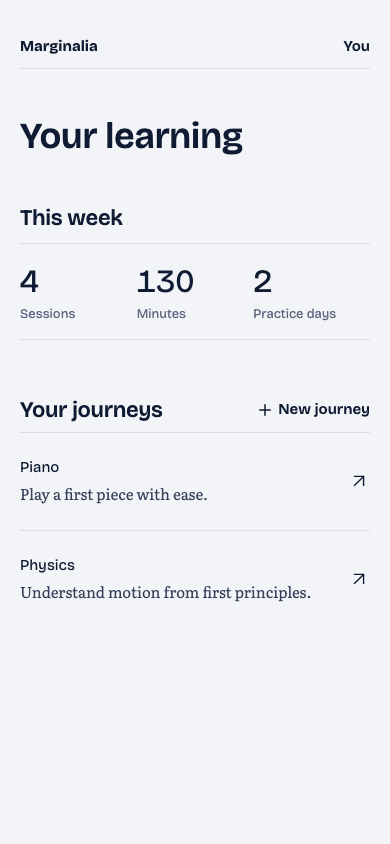 Marginalia
You
Your learning
This week
4
130
2
Sessions
Minutes
Practice days
Your journeys
+ New journey
Piano
Play a first piece with ease.
Physics
Understand motion from first principles.